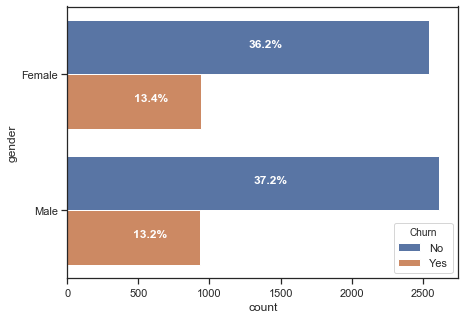 36.2%
Female
13.4%
gender
37.2%
Male
13.2%
Churn
No
Yes
0 500 1000 1500 2000 2500
count